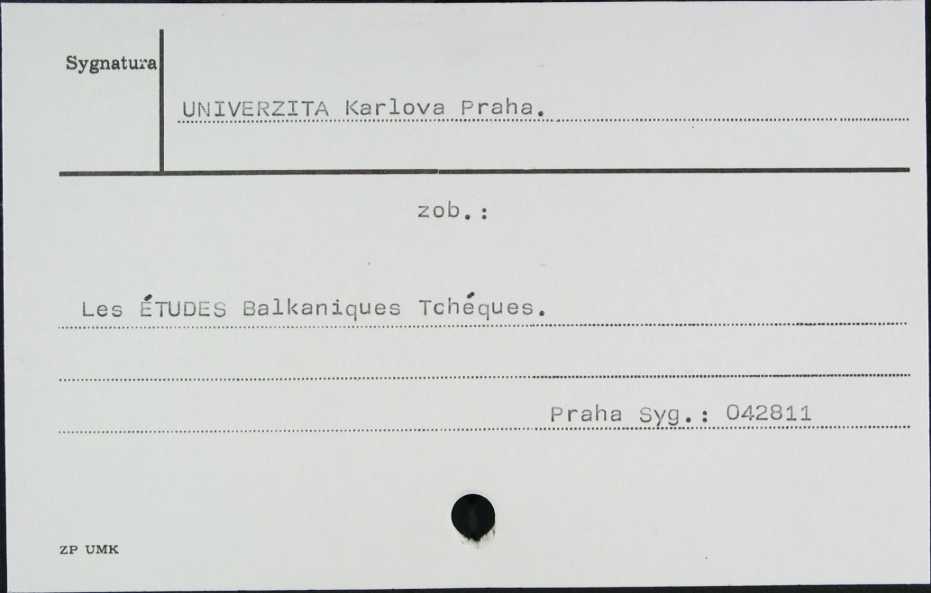 Sygnatura
UNIVERZITA Karlova Praha.
zob.:
Les ÉTUDES Balkaniques Tchéques.
Praha Syg.: 042811
ZP UMK